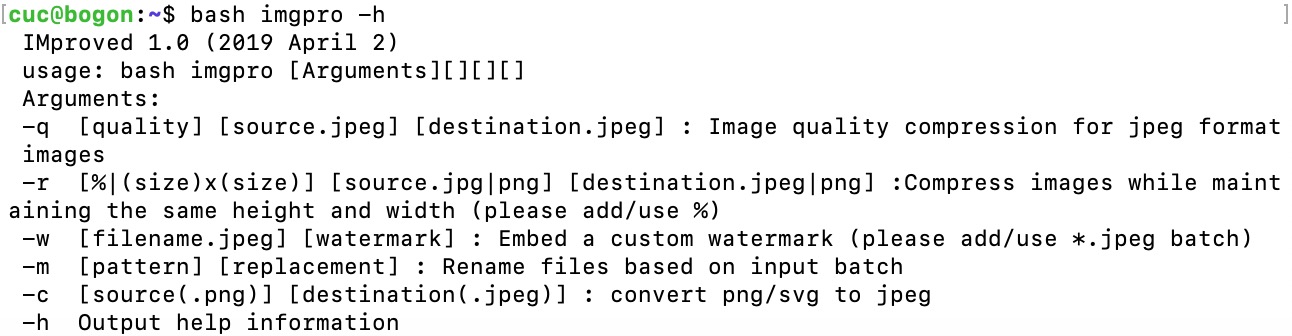 [cuc@bogon:~$ bash imgpro -h ]
IMproved 1.0 (2019 April 2)
usage: bash imgpro [Arguments][][][]
Arguments:
-q  [quality] [source.jpeg] [destination.jpeg] : Image quality compression for jpeg format
images
-r  [%|(size)x(size)] [source.jpg|png] [destination.jpeg|png] :Compress images while maint
aining the same height and width (please add/use %)
-w  [filename.jpeg] [watermark] : Embed a custom watermark (please add/use *.jpeg batch)
-m  [pattern] [replacement] : Rename files based on input batch
-c  [source(.png)] [destination(.jpeg)] : convert png/svg to jpeg
-h  Output help information